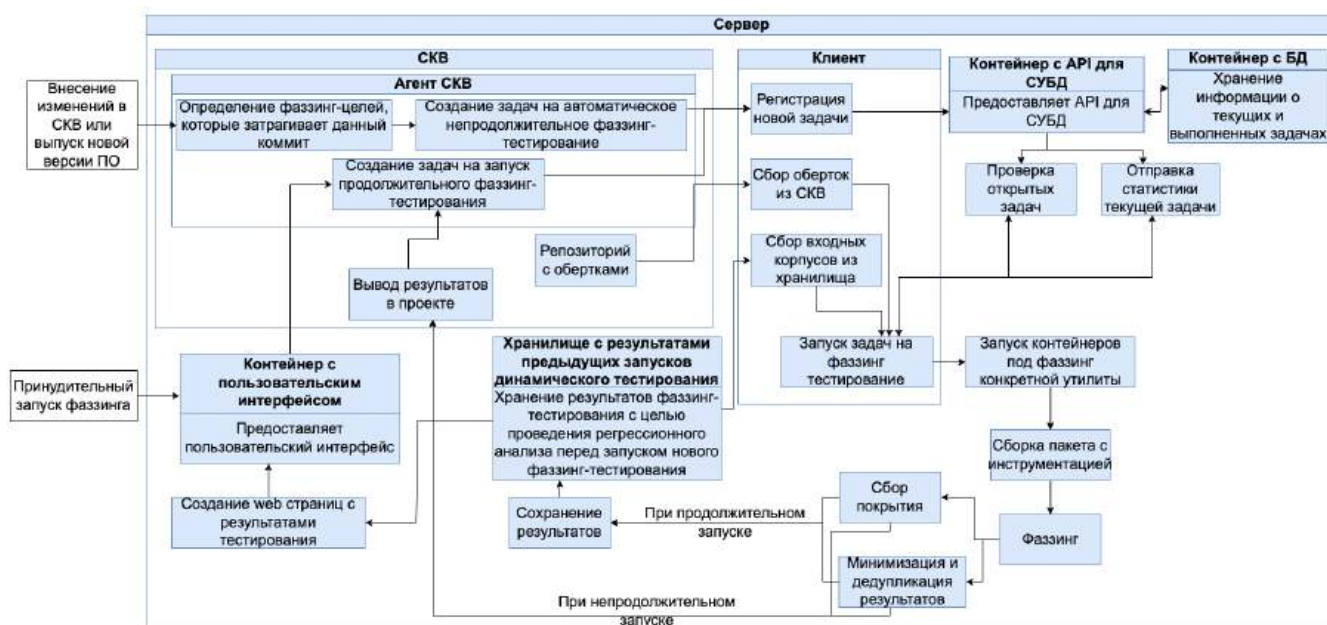 Сервер
СКВ
Агент СКВ
Внесение
изменений в
СКВ или
выпуск новой
версии ПО
Определение фаззинг-целей,
которые затрагивает данный
коммит
Создание задач на автоматическое
непродолжительное фаззинг-
тестирование
Создание задач на запуск
продолжительного фаззинг-
тестирования
Репозиторий
с обертками
Вывод результатов
в проекте
Клиент
Регистрация
новой задачи
Сбор оберток
из СКВ
Сбор входных
корпусов из
хранилища
Запуск задач на
фаззинг
тестирование
Контейнер с API для
СУБД
Предоставляет API для
СУБД
Контейнер с БД
Хранение
информации о
текущих и
выполненных задачах
Проверка
открытых
задач
Отправка
статистики
текущей задачи
Принудительный
запуск фаззинга
Контейнер с
пользовательским
интерфейсом
Предоставляет
пользовательский интерфейс
Создание web страниц с
результатами
тестирования
Хранилище с результатами
предыдущих запусков
динамического тестирования
Хранение результатов фаззинг-
тестирования с целью
проведения регрессионного
анализа перед запуском нового
фаззинг-тестирования
Сохранение
результатов
При продолжительном
запуске
Запуск контейнеров
под фаззинг
конкретной утилиты
Сборка пакета с
инструментацией
Фаззинг
Сбор
покрытия
Минимизация и
дедупликация
результатов
При непродолжительном
запуске